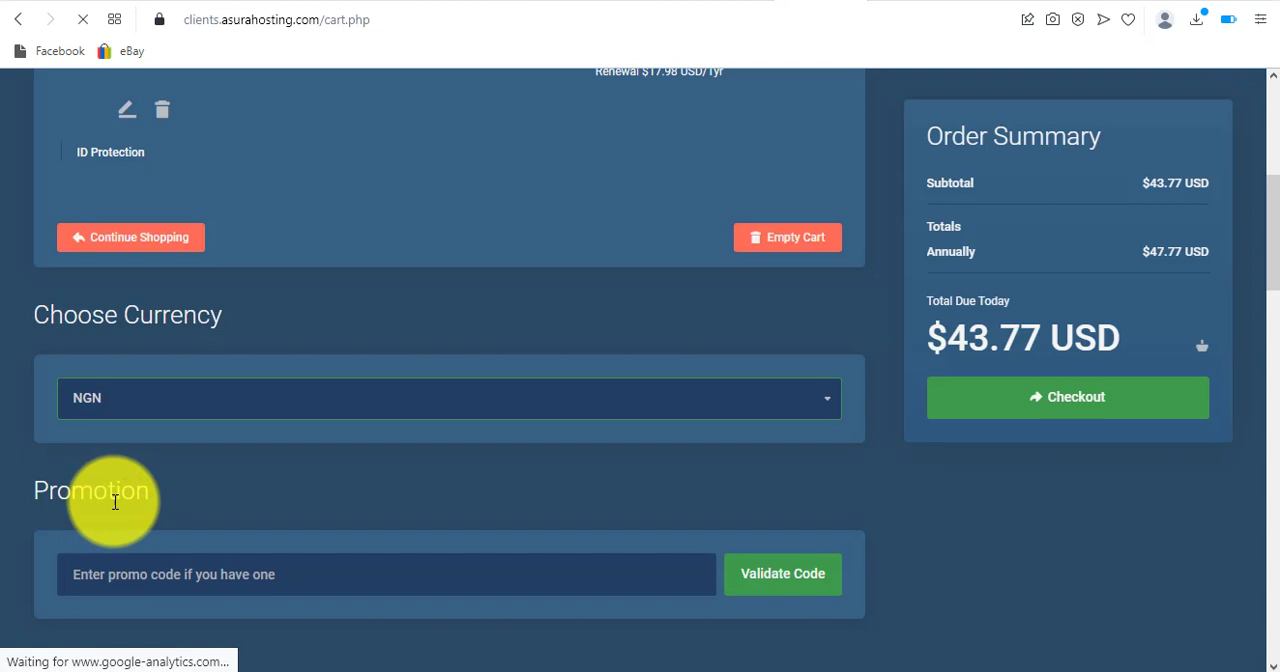 clients.asurahosting.com/cart.php
Facebook
eBay
Renewal $17.98 USD/1yr
ID Protection
Continue Shopping
Empty Cart
Choose Currency
NGN
Promotion
Enter promo code if you have one
Validate Code
Order Summary
Subtotal $43.77 USD
Totals
Annually $47.77 USD
Total Due Today
$43.77 USD
Checkout
Waiting for www.google-analytics.com...